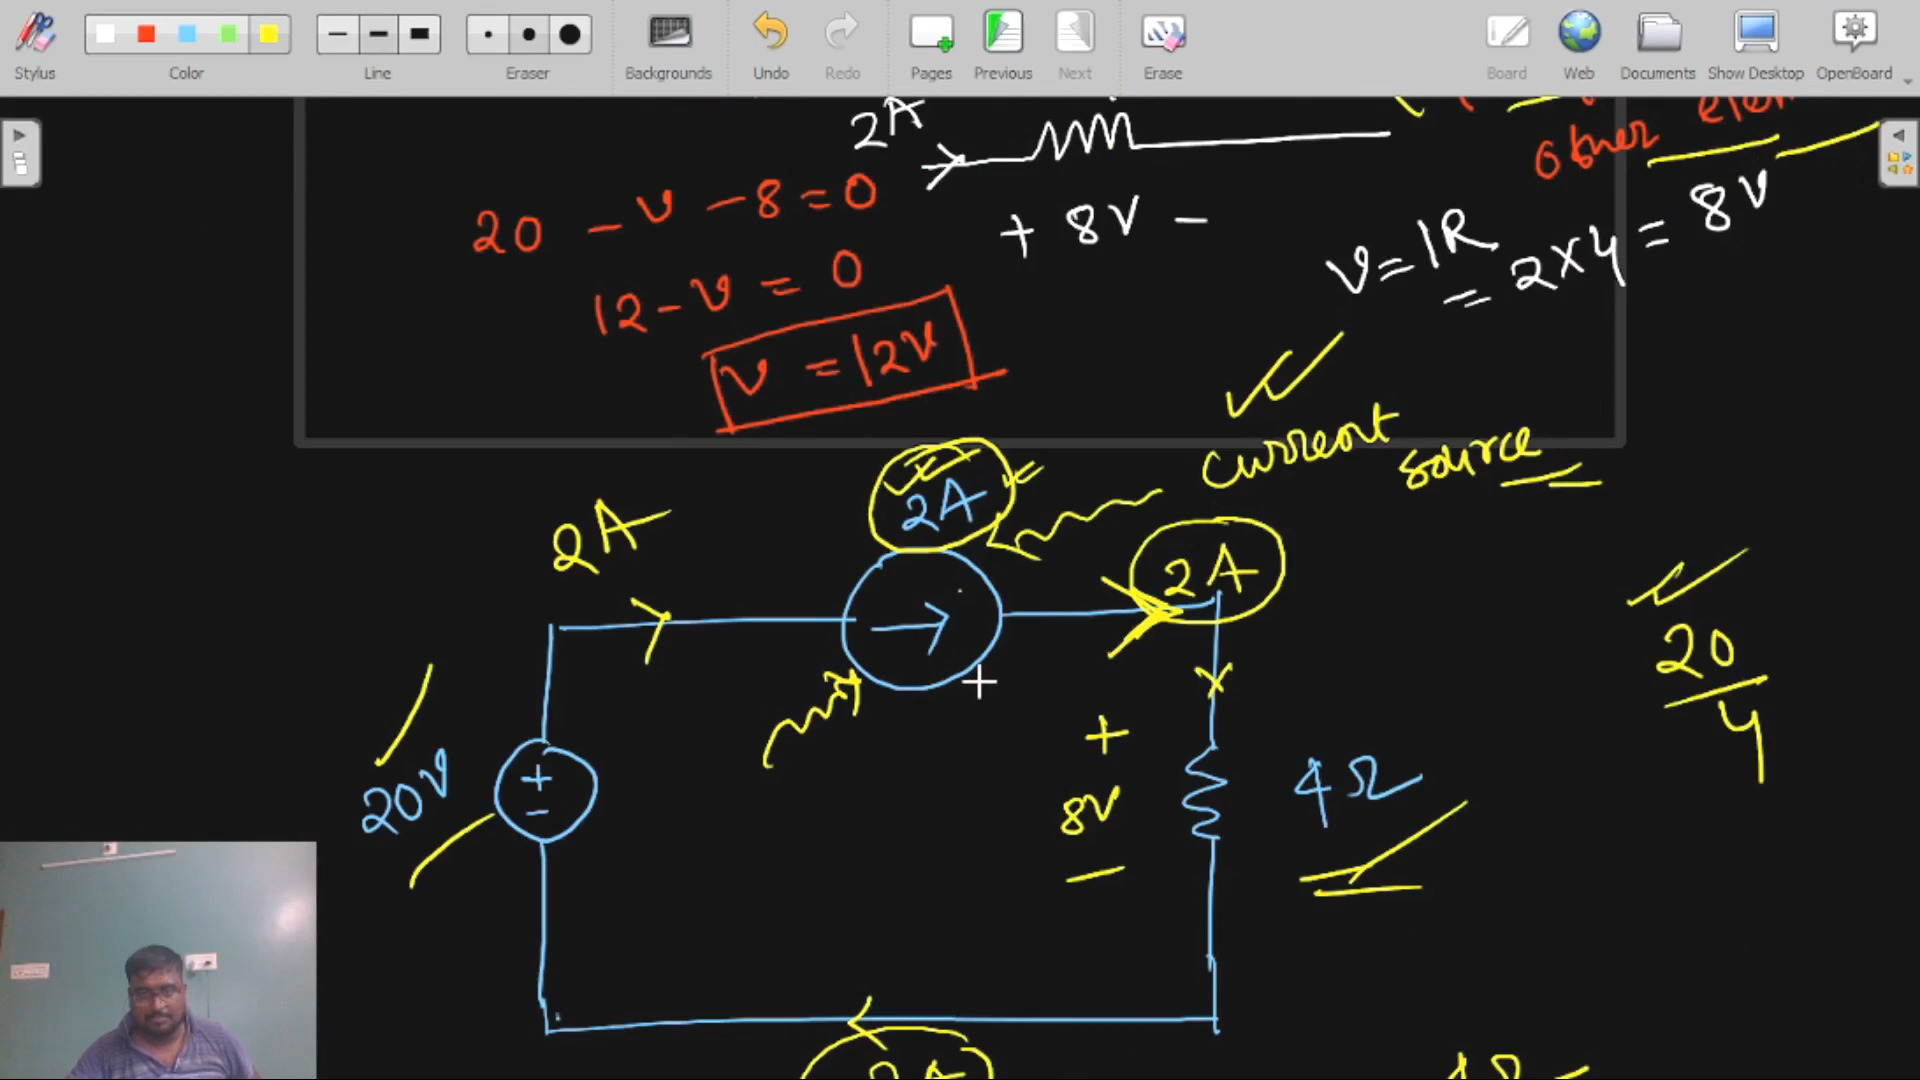 Stylus
Color
Line
Eraser
Backgrounds
Undo
Redo
Pages
Previous
Next
Erase
Board
Web
Documents
Show Desktop
OpenBoard
2A
other
20 - v - 8 = 0
+ 8V -
v = IR
= 2 x 4 = 8V
12 - v = 0
v = 12V
current source
2A
2A
2A
20
4
20V
+
-
+
8V
-
4Ω